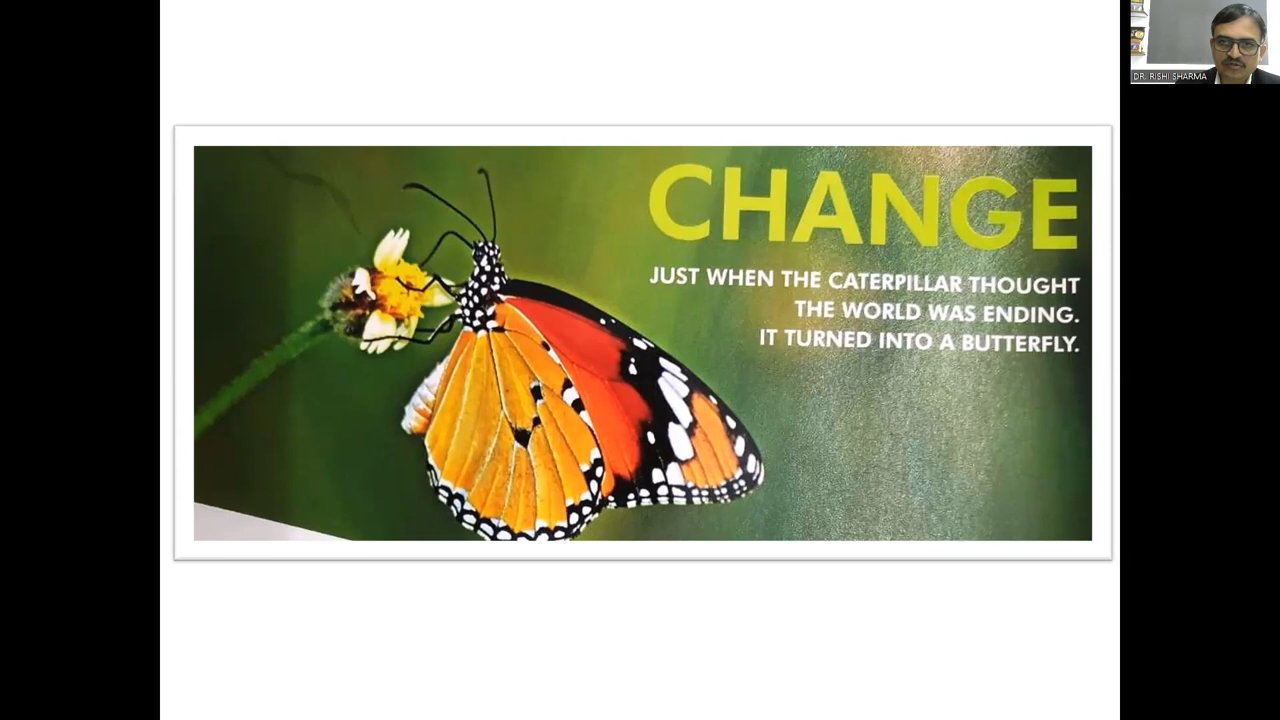 CHANGE
JUST WHEN THE CATERPILLAR THOUGHT
THE WORLD WAS ENDING.
IT TURNED INTO A BUTTERFLY.
DR. RISHI SHARMA